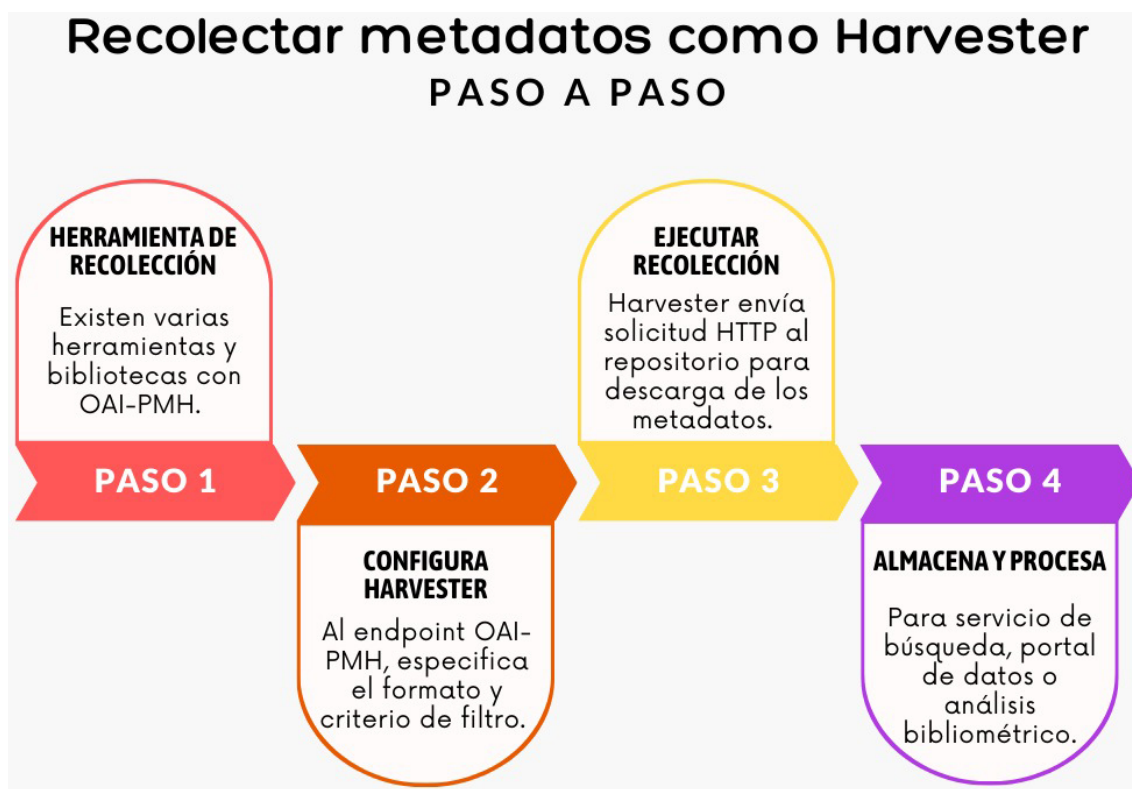 Recolectar metadatos como Harvester
PASO A PASO
HERRAMIENTA DE
RECOLECCIÓN
Existen varias
herramientas y
bibliotecas con
OAI-PMH.
PASO 1
PASO 2
CONFIGURA
HARVESTER
Al endpoint OAI-
PMH, especifica
el formato y
criterio de filtro.
EJECUTAR
RECOLECCIÓN
Harvester envía
solicitud HTTP al
repositorio para
descarga de los
metadatos.
PASO 3
PASO 4
ALMACENA Y PROCESA
Para servicio de
búsqueda, portal
de datos o
análisis
bibliométrico.